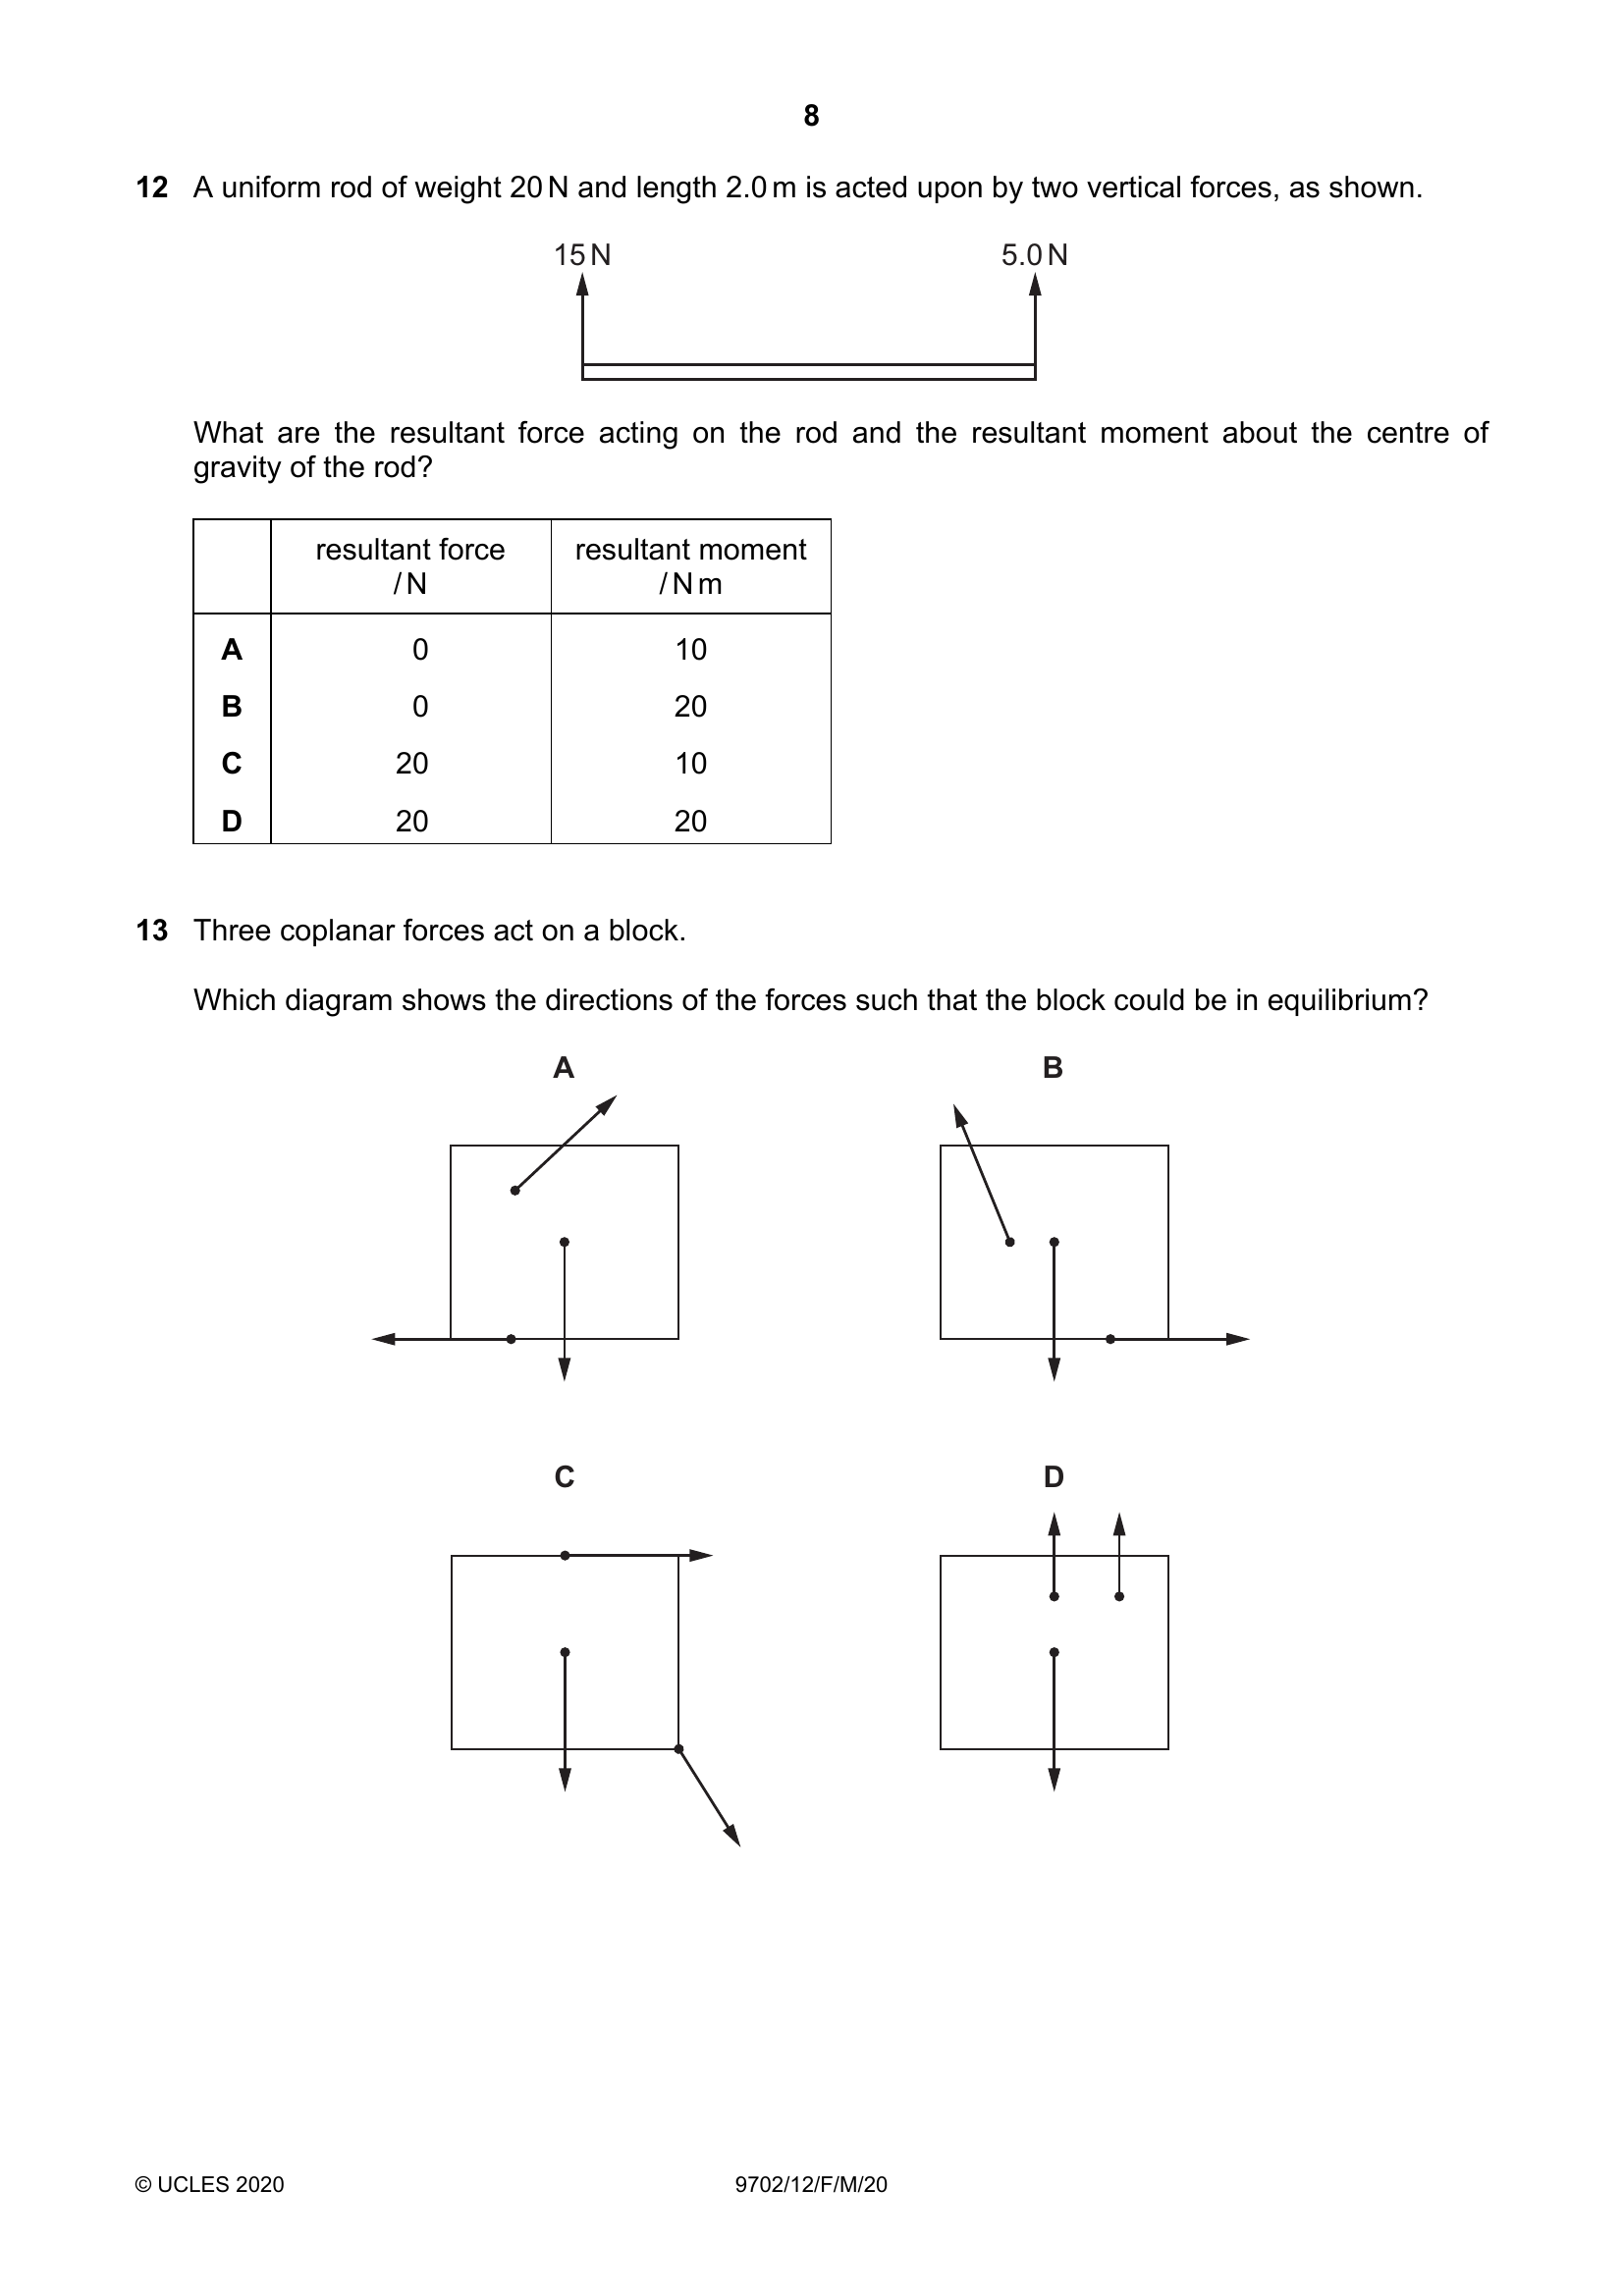 8
12 A uniform rod of weight 20 N and length 2.0 m is acted upon by two vertical forces, as shown.
15 N 5.0 N
What are the resultant force acting on the rod and the resultant moment about the centre of
gravity of the rod?
resultant force resultant moment
/ N / N m
A 0 10
B 0 20
C 20 10
D 20 20
13 Three coplanar forces act on a block.
Which diagram shows the directions of the forces such that the block could be in equilibrium?
A B
C D
© UCLES 2020 9702/12/F/M/20